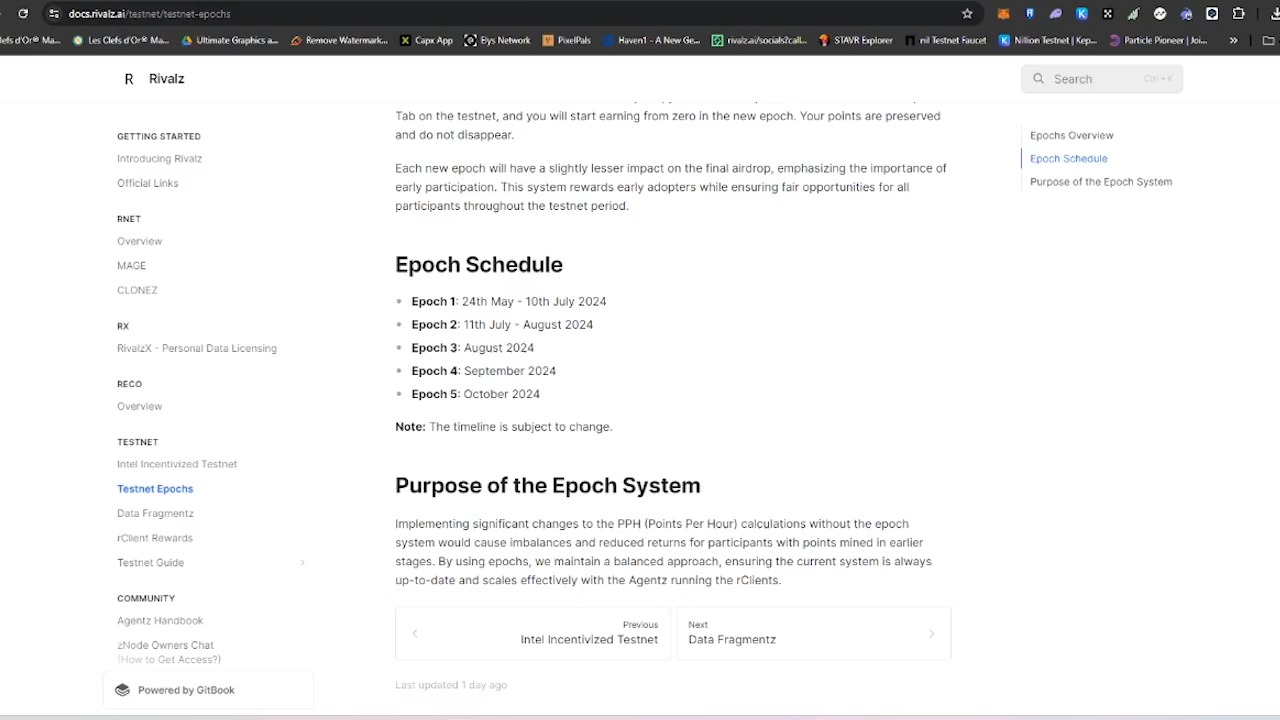 docs.rivalz.ai/testnet/testnet-epochs
lefs d'Or @ Ma...
Les Clefs d'Or @ Ma...
Ultimate Graphics a...
Remove Watermark...
Capx App
Elys Network
PixelPals
Haven1 - A New Ge...
rivalz.ai/socials?call...
STAVR Explorer
nil Testnet Faucet
Nillion Testnet | Kep...
Particle Pioneer | Joi...
R Rivalz
Search Ctrl + K
GETTING STARTED
Introducing Rivalz
Official Links
RNET
Overview
MAGE
CLONEZ
RX
RivalzX - Personal Data Licensing
RECO
Overview
TESTNET
Intel Incentivized Testnet
Testnet Epochs
Data Fragmentz
rClient Rewards
Testnet Guide
COMMUNITY
Agentz Handbook
zNode Owners Chat
(How to Get Access?)
Powered by GitBook
Tab on the testnet, and you will start earning from zero in the new epoch. Your points are preserved
and do not disappear.
Each new epoch will have a slightly lesser impact on the final airdrop, emphasizing the importance of
early participation. This system rewards early adopters while ensuring fair opportunities for all
participants throughout the testnet period.
Epoch Schedule
Epoch 1: 24th May - 10th July 2024
Epoch 2: 11th July - August 2024
Epoch 3: August 2024
Epoch 4: September 2024
Epoch 5: October 2024
Note: The timeline is subject to change.
Purpose of the Epoch System
Implementing significant changes to the PPH (Points Per Hour) calculations without the epoch
system would cause imbalances and reduced returns for participants with points mined in earlier
stages. By using epochs, we maintain a balanced approach, ensuring the current system is always
up-to-date and scales effectively with the Agentz running the rClients.
Previous
Intel Incentivized Testnet
Next
Data Fragmentz
Last updated 1 day ago
Epochs Overview
Epoch Schedule
Purpose of the Epoch System